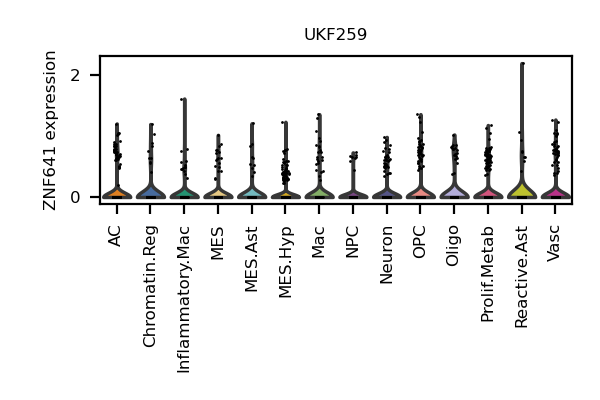 UKF259
ZNF641 expression
2
0
AC
Chromatin.Reg
Inflammatory.Mac
MES
MES.Ast
MES.Hyp
Mac
NPC
Neuron
OPC
Oligo
Prolif.Metab
Reactive.Ast
Vasc